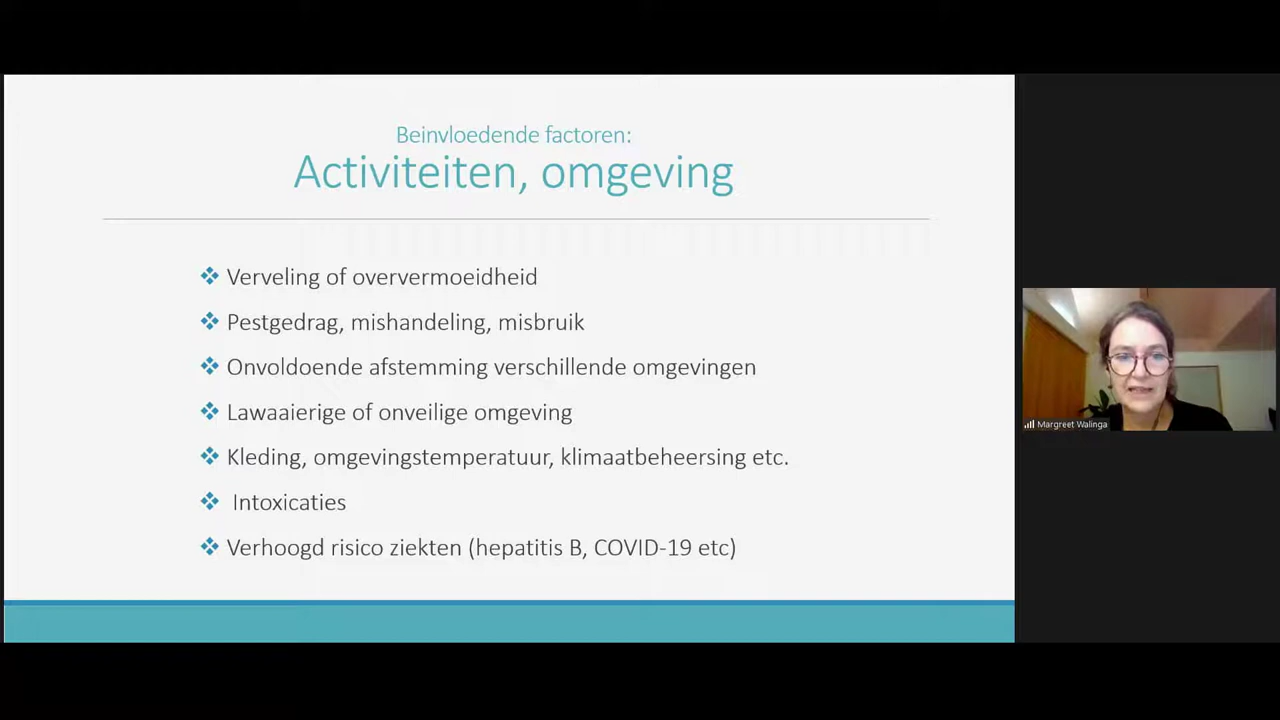 Beinvloedende factoren:
Activiteiten, omgeving
Verveling of oververmoeidheid
Pestgedrag, mishandeling, misbruik
Onvoldoende afstemming verschillende omgevingen
Lawaaierige of onveilige omgeving
Kleding, omgevingstemperatuur, klimaatbeheersing etc.
Intoxicaties
Verhoogd risico ziekten (hepatitis B, COVID-19 etc)
Margreet Walinga